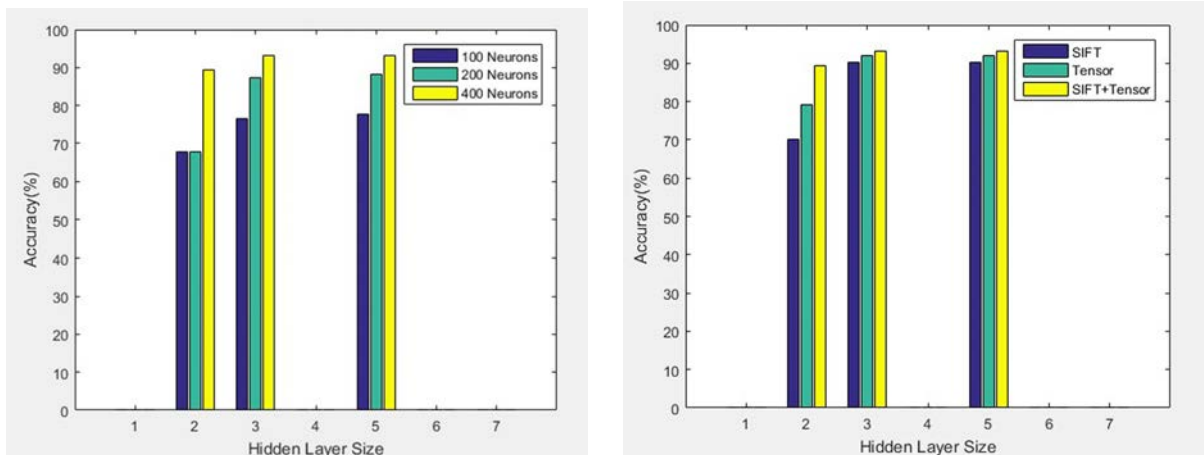 100
90
80
70
60
50
40
30
20
10
0
Accuracy(%)
1 2 3 4 5 6 7
Hidden Layer Size
100 Neurons
200 Neurons
400 Neurons
100
90
80
70
60
50
40
30
20
10
0
Accuracy(%)
1 2 3 4 5 6 7
Hidden Layer Size
SIFT
Tensor
SIFT+Tensor